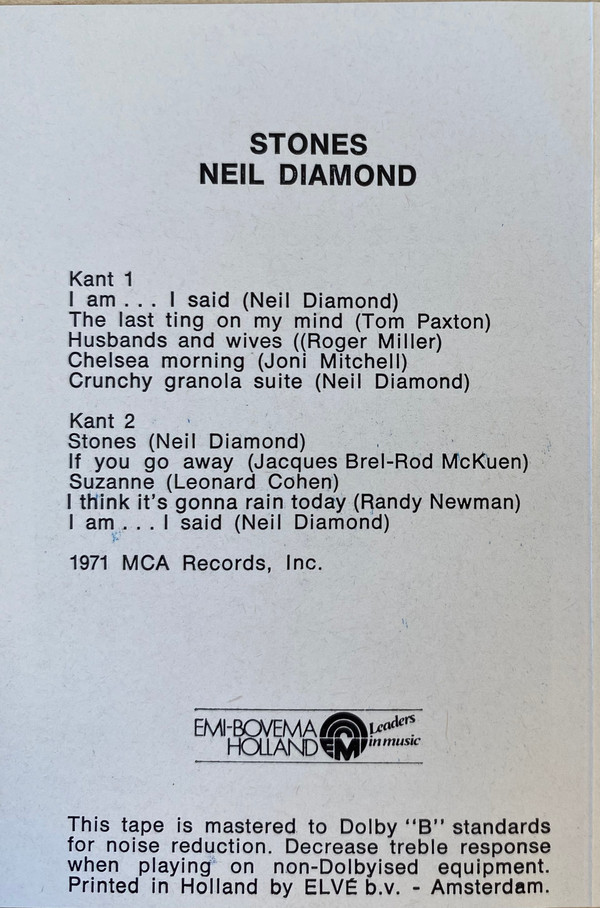 STONES
NEIL DIAMOND
Kant 1
I am . . . I said (Neil Diamond)
The last ting on my mind (Tom Paxton)
Husbands and wives ((Roger Miller)
Chelsea morning (Joni Mitchell)
Crunchy granola suite (Neil Diamond)
Kant 2
Stones (Neil Diamond)
If you go away (Jacques Brel-Rod McKuen)
Suzanne (Leonard Cohen)
I think it's gonna rain today (Randy Newman)
I am . . . I said (Neil Diamond)
1971 MCA Records, Inc.
EMI-BOVEMA
HOLLAND
EMI
Leaders
in music
This tape is mastered to Dolby "B" standards
for noise reduction. Decrease treble response
when playing on non-Dolbyised equipment.
Printed in Holland by ELVÉ b.v. - Amsterdam.